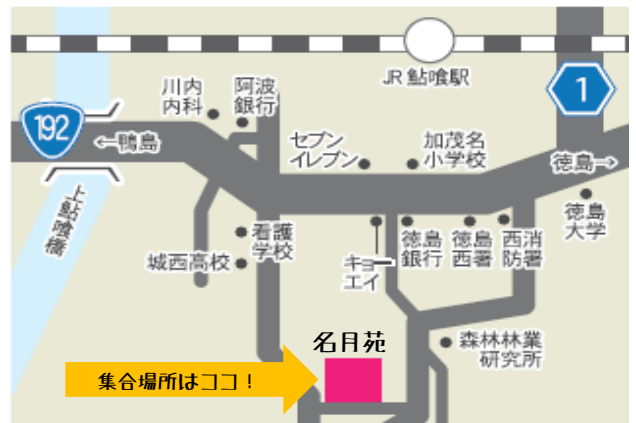 JR 鮎喰駅
川内
内科
阿波
銀行
1
192
←鴨島
セブン
イレブン
加茂名
小学校
徳島→
上鮎喰橋
看護
学校
城西高校
キョー
エイ
徳島
銀行
徳島
西署
西消
防署
徳島
大学
名月苑
森林林業
研究所
集合場所はココ！